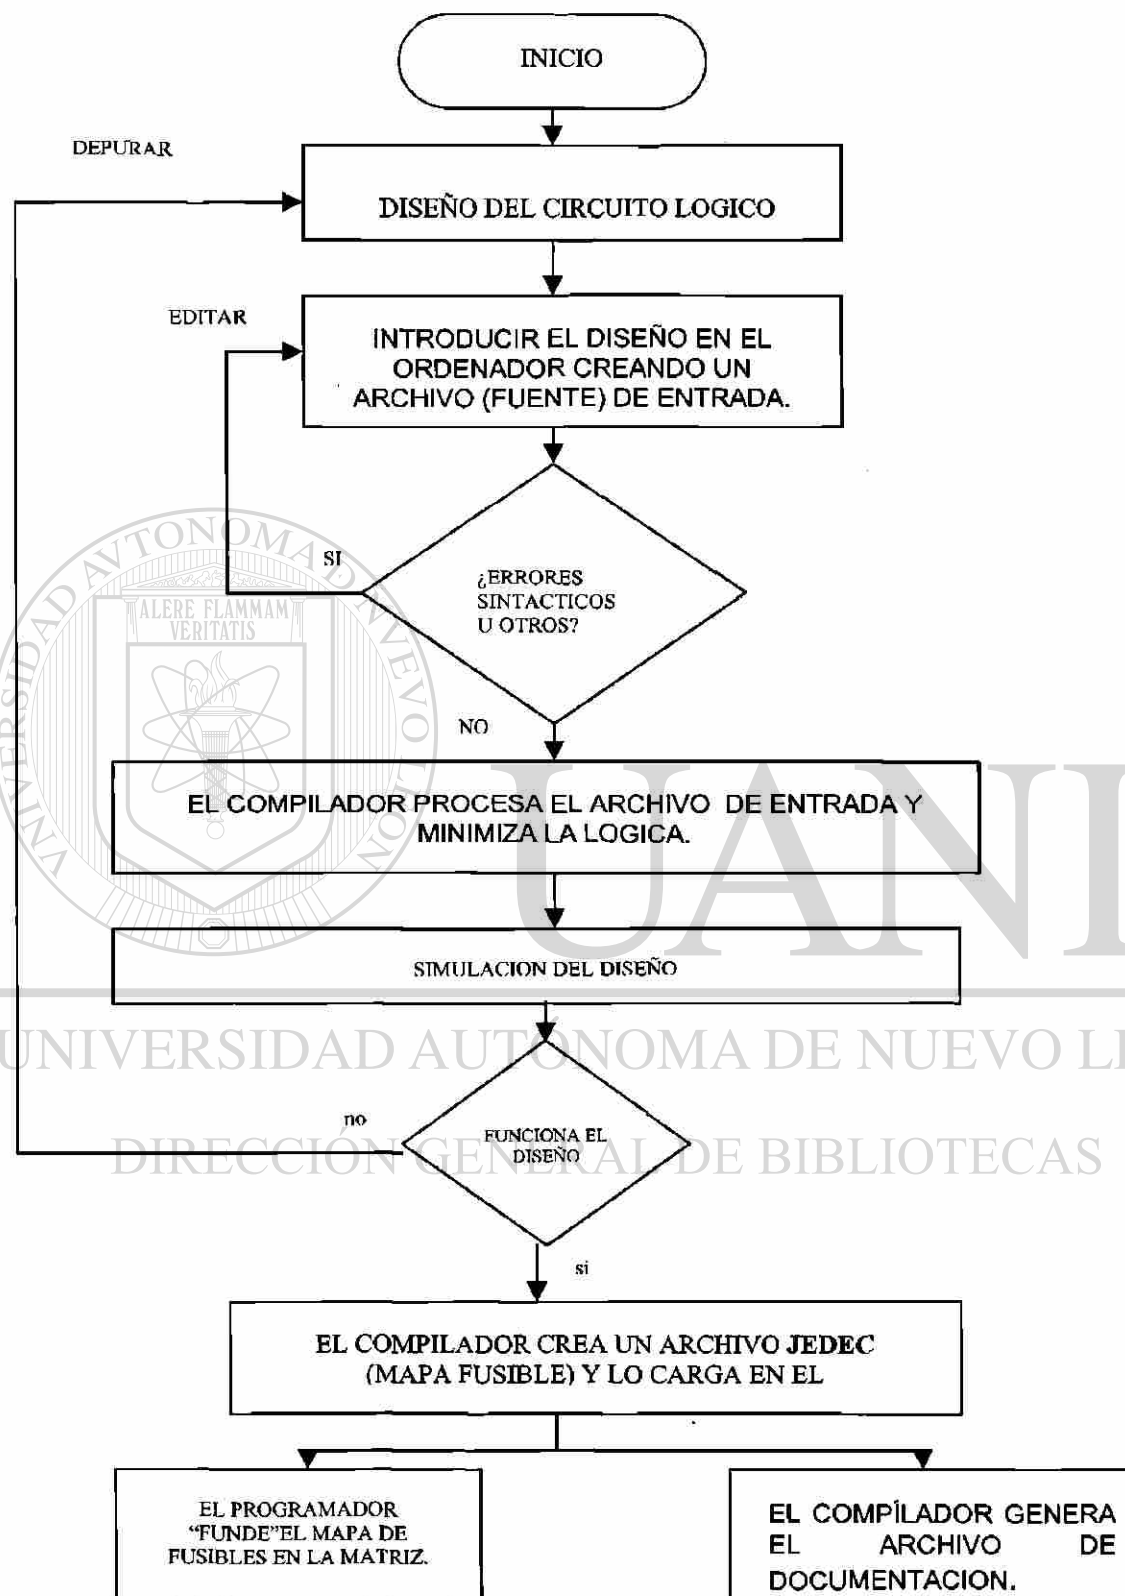 INICIO
DEPURAR
DISEÑO DEL CIRCUITO LOGICO
EDITAR
INTRODUCIR EL DISEÑO EN EL
ORDENADOR CREANDO UN
ARCHIVO (FUENTE) DE ENTRADA.
SI
¿ERRORES
SINTACTICOS
U OTROS?
NO
ALERE FLAMMAM
VERITATIS
EL COMPILADOR PROCESA EL ARCHIVO DE ENTRADA Y
MINIMIZA LA LOGICA.
UANL
SIMULACION DEL DISEÑO
UNIVERSIDAD AUTÓNOMA DE NUEVO LE
no
FUNCIONA EL
DISEÑO
DIRECCIÓN GENERAL DE BIBLIOTECAS
si
EL COMPILADOR CREA UN ARCHIVO JEDEC
(MAPA FUSIBLE) Y LO CARGA EN EL
EL PROGRAMADOR
“FUNDE”EL MAPA DE
FUSIBLES EN LA MATRIZ.
EL COMPÍLADOR GENERA
EL ARCHIVO DE
DOCUMENTACION.